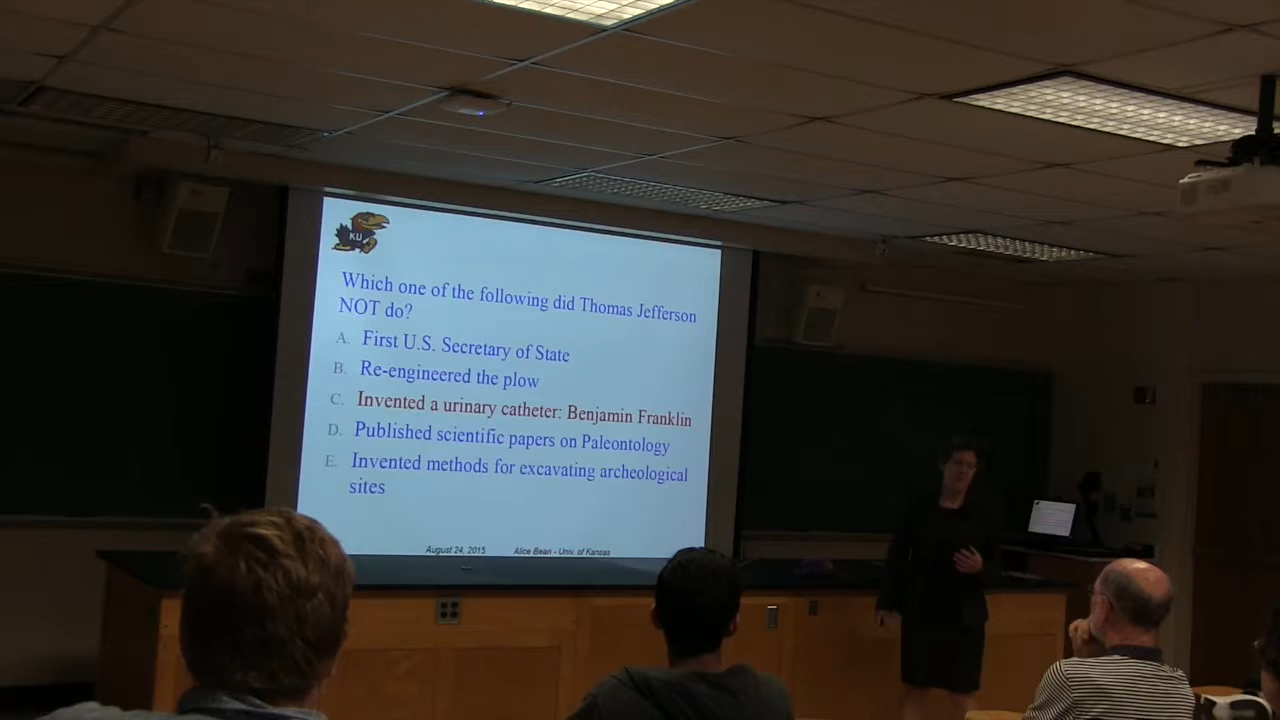 KU
Which one of the following did Thomas Jefferson
NOT do?
A. First U.S. Secretary of State
B. Re-engineered the plow
C. Invented a urinary catheter: Benjamin Franklin
D. Published scientific papers on Paleontology
E. Invented methods for excavating archeological
sites
August 24, 2015 Alice Bean - Univ. of Kansas